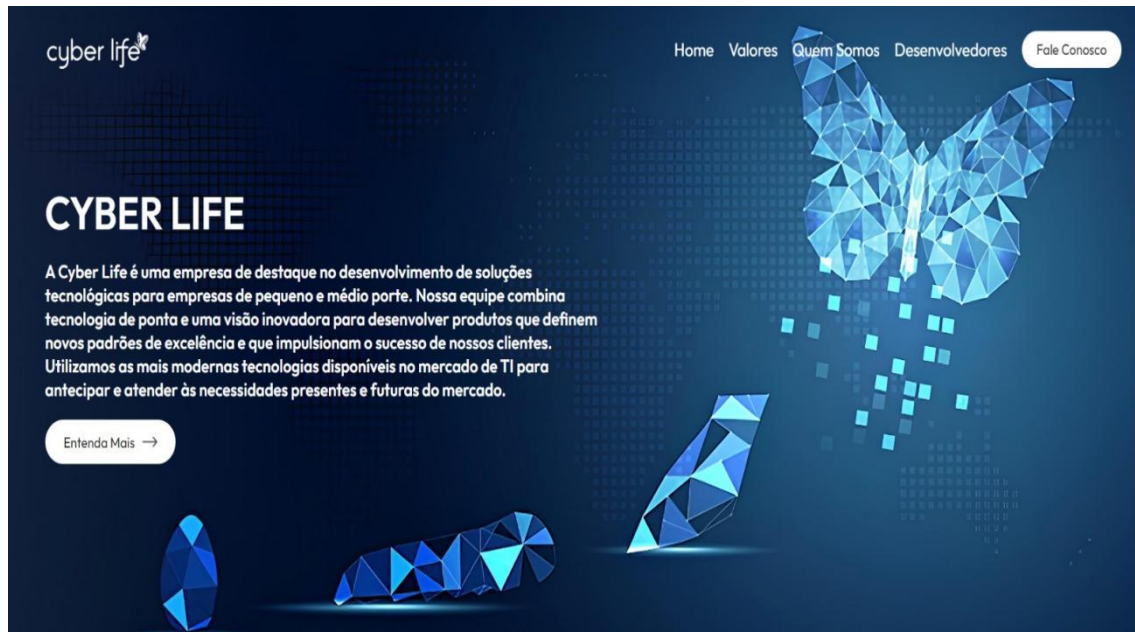 cyber life
Home Valores Quem Somos Desenvolvedores Fale Conosco
CYBER LIFE
A Cyber Life é uma empresa de destaque no desenvolvimento de soluções
tecnológicas para empresas de pequeno e médio porte. Nossa equipe combina
tecnologia de ponta e uma visão inovadora para desenvolver produtos que definem
novos padrões de excelência e que impulsionam o sucesso de nossos clientes.
Utilizamos as mais modernas tecnologias disponíveis no mercado de TI para
antecipar e atender às necessidades presentes e futuras do mercado.
Entenda Mais →